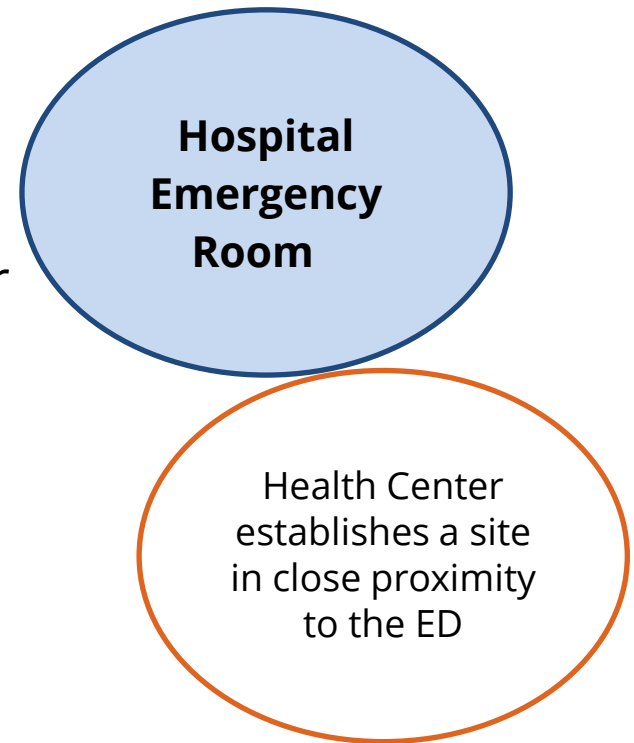 Hospital
Emergency
Room
r
Health Center
establishes a site
in close proximity
to the ED